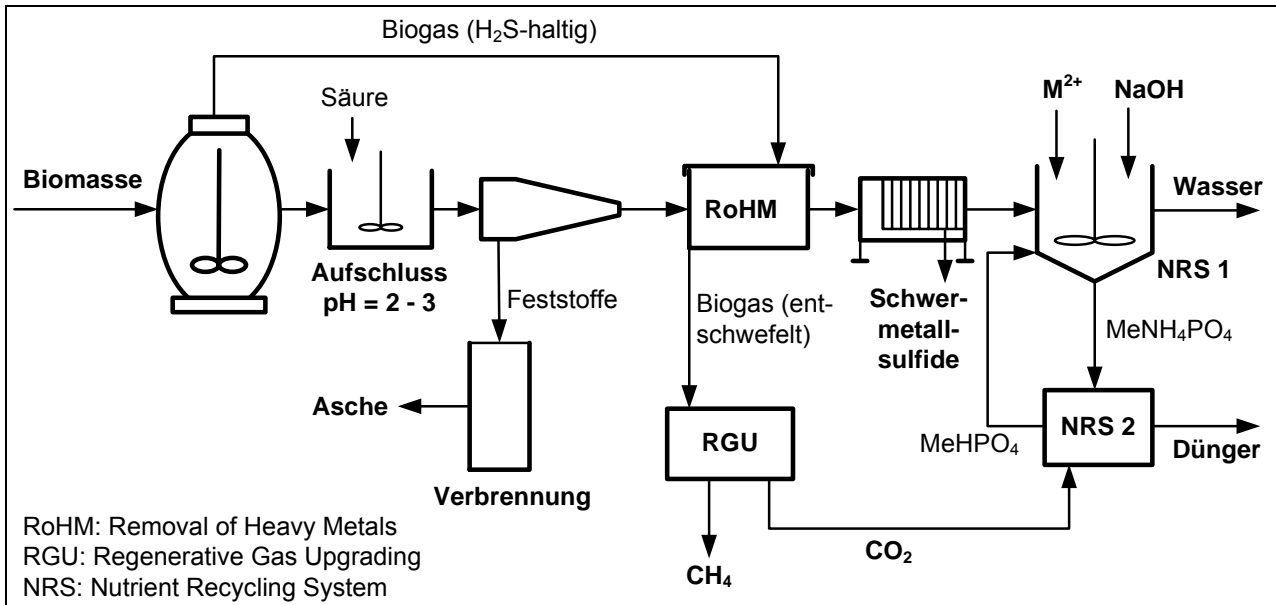 Biogas (H₂S-haltig)
Säure
M²⁺
NaOH
Biomasse
Wasser
RoHM
Aufschluss
pH = 2 - 3
NRS 1
Feststoffe
Biogas (ent-
schwefelt)
Schwer-
metall-
sulfide
MeNH₄PO₄
Asche
RGU
MeHPO₄
NRS 2
Dünger
Verbrennung
RoHM: Removal of Heavy Metals
RGU: Regenerative Gas Upgrading
NRS: Nutrient Recycling System
CH₄
CO₂